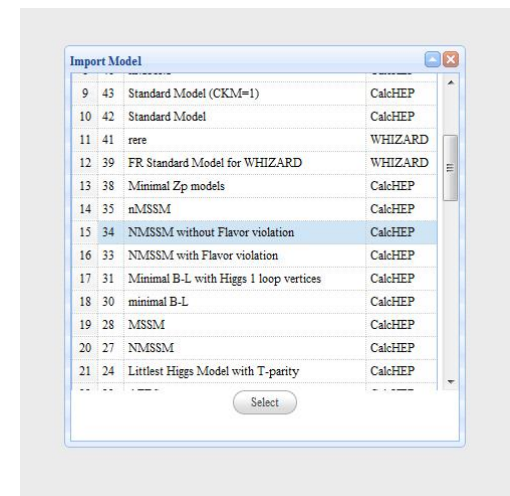 Import Model
9 43 Standard Model (CKM=1) CalcHEP
10 42 Standard Model CalcHEP
11 41 rere WHIZARD
12 39 FR Standard Model for WHIZARD WHIZARD
13 38 Minimal Zp models CalcHEP
14 35 nMSSM CalcHEP
15 34 NMSSM without Flavor violation CalcHEP
16 33 NMSSM with Flavor violation CalcHEP
17 31 Minimal B-L with Higgs 1 loop vertices CalcHEP
18 30 minimal B-L CalcHEP
19 28 MSSM CalcHEP
20 27 NMSSM CalcHEP
21 24 Littlest Higgs Model with T-parity CalcHEP
Select